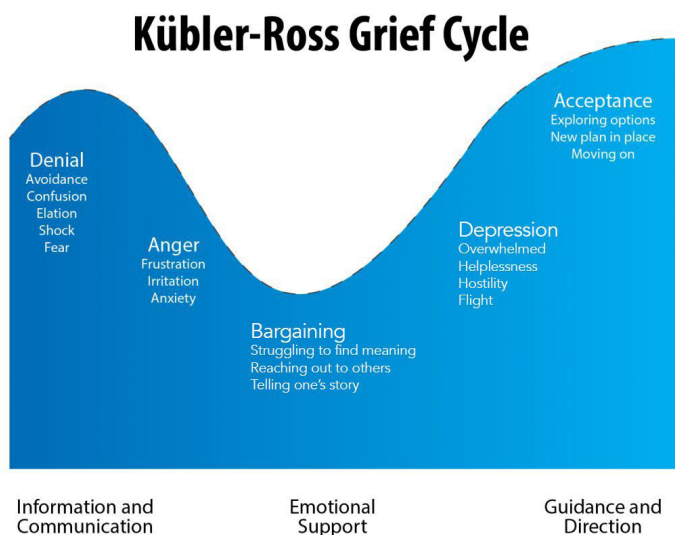 Kübler-Ross Grief Cycle
Denial
Avoidance
Confusion
Elation
Shock
Fear
Anger
Frustration
Irritation
Anxiety
Bargaining
Struggling to find meaning
Reaching out to others
Telling one's story
Depression
Overwhelmed
Helplessness
Hostility
Flight
Acceptance
Exploring options
New plan in place
Moving on
Information and
Communication
Emotional
Support
Guidance and
Direction